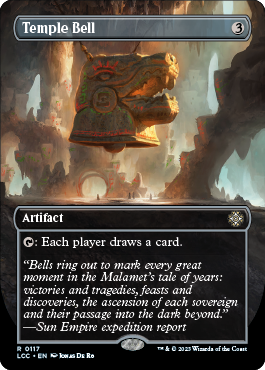 Temple Bell 3
Artifact
: Each player draws a card.
“Bells ring out to mark every great
moment in the Malamet’s tale of years:
victories and tragedies, feasts and
discoveries, the ascension of each sovereign
and their passage into the dark beyond.”
—Sun Empire expedition report
R 0117
LCC • EN Jonas De Ro
™ & © 2023 Wizards of the Coast